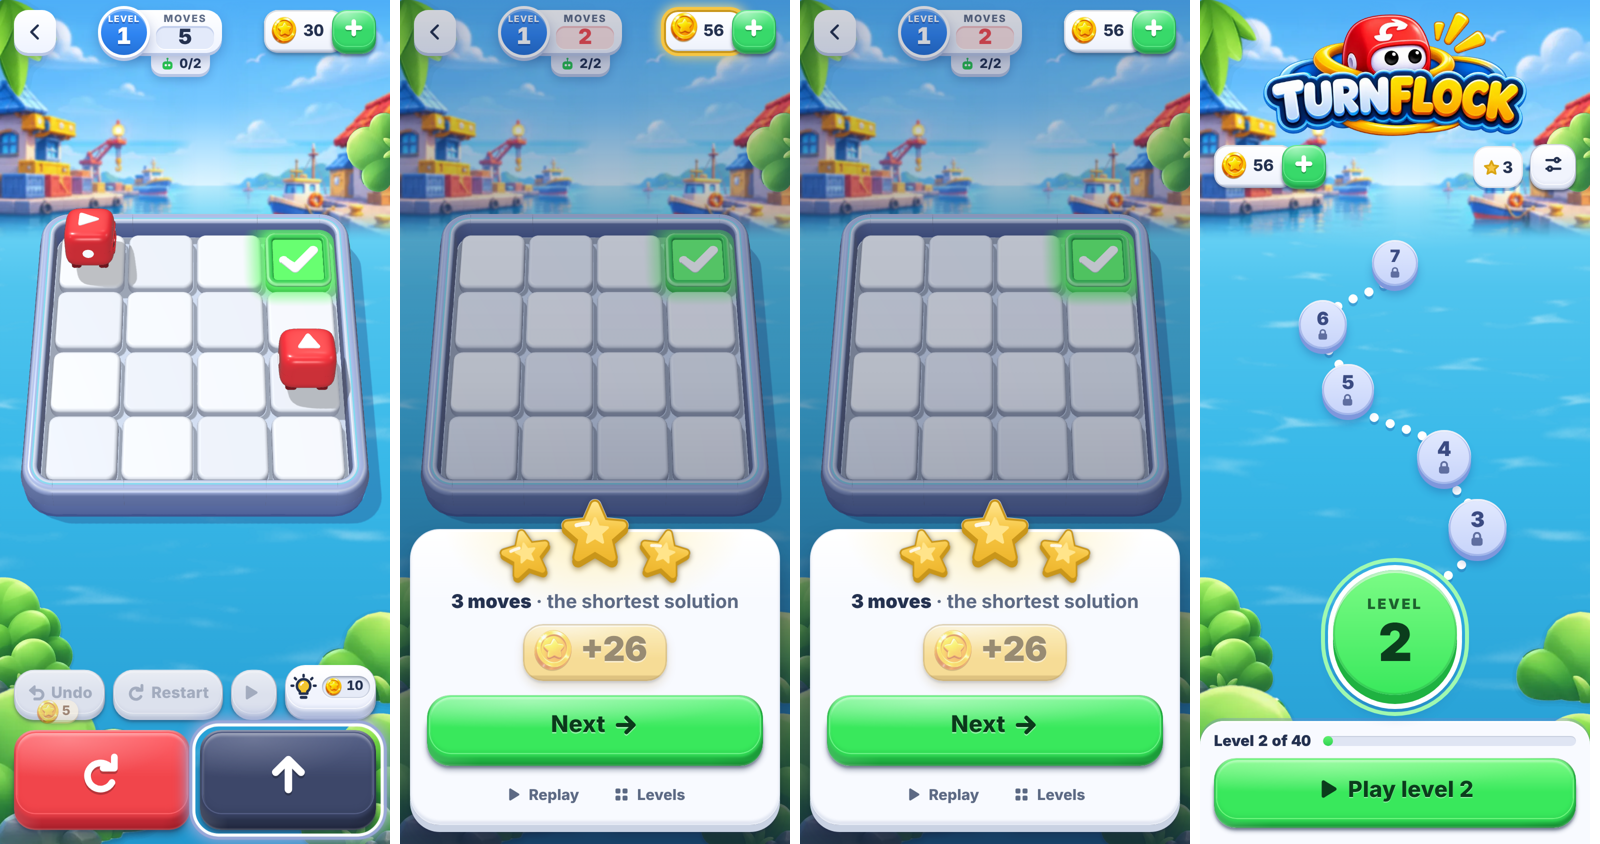 LEVEL
1
MOVES
5
0/2
30
Undo
5
Restart
10
LEVEL
1
MOVES
2
2/2
56
3 moves · the shortest solution
+26
Next
Replay
Levels
LEVEL
1
MOVES
2
2/2
56
3 moves · the shortest solution
+26
Next
Replay
Levels
TURNFLOCK
56
3
7
6
5
4
3
LEVEL
2
Level 2 of 40
Play level 2